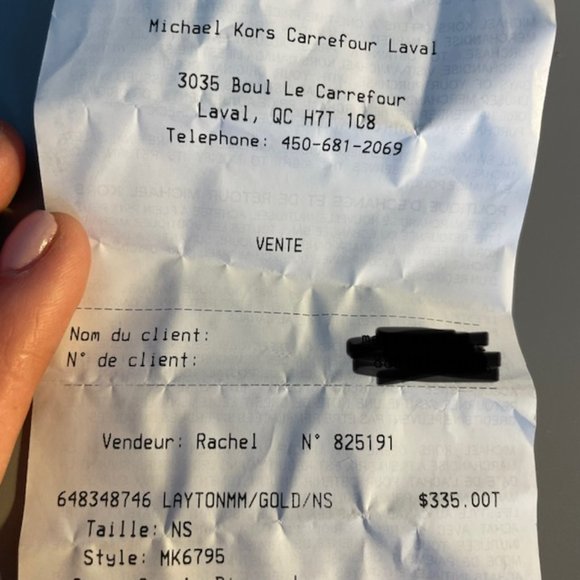 Michael Kors Carrefour Laval
3035 Boul Le Carrefour
Laval, QC H7T 1C8
Telephone: 450-681-2069
VENTE
Nom du client:
N° de client:
Vendeur: Rachel N° 825191
648348746 LAYTONMM/GOLD/NS $335.00T
Taille: NS
Style: MK6795